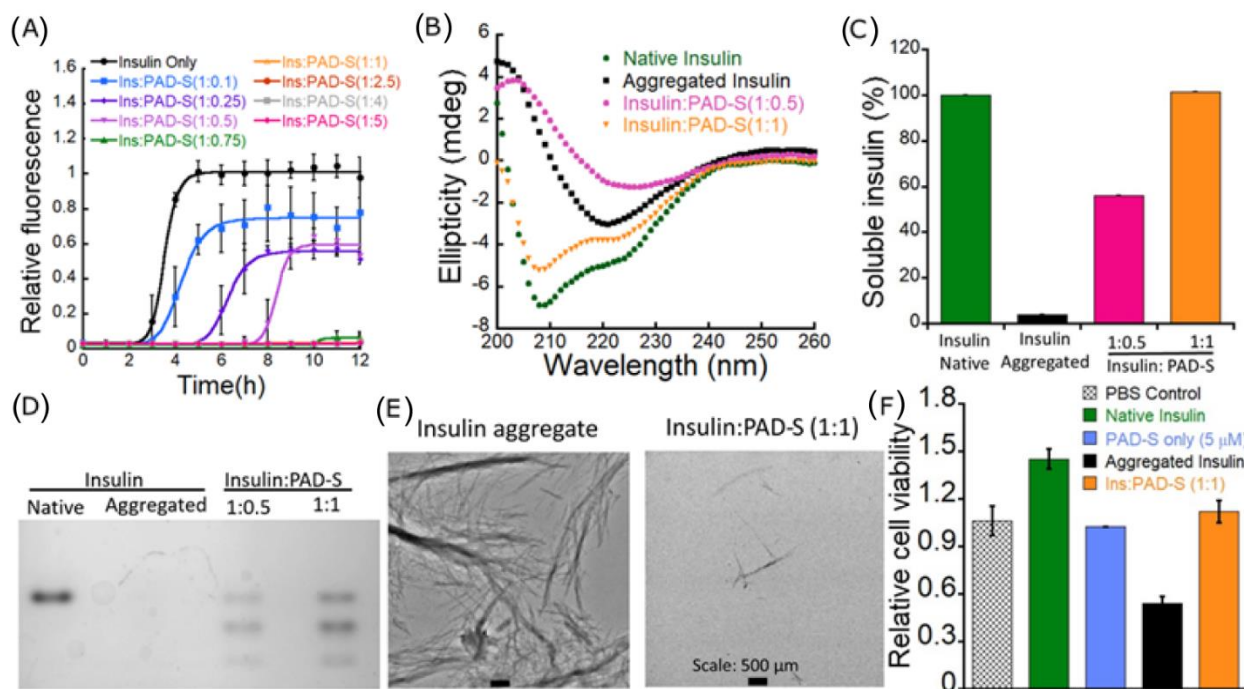 (A)
Insulin Only
Ins:PAD-S(1:0.1)
Ins:PAD-S(1:0.25)
Ins:PAD-S(1:0.5)
Ins:PAD-S(1:0.75)
Ins:PAD-S(1:1)
Ins:PAD-S(1:2.5)
Ins:PAD-S(1:4)
Ins:PAD-S(1:5)
Relative fluorescence
1.6
1.4
1.2
1
0.8
0.6
0.4
0.2
0
0 2 4 6 8 10 12
Time(h)
(B)
Native Insulin
Aggregated Insulin
Insulin:PAD-S(1:0.5)
Insulin:PAD-S(1:1)
Ellipticity (mdeg)
6
4
2
0
-2
-4
-6
-8
200 210 220 230 240 250 260
Wavelength (nm)
(C)
Soluble insulin (%)
120
100
80
60
40
20
0
Insulin Native
Insulin Aggregated
1:0.5 1:1
Insulin: PAD-S
(D)
Insulin
Native Aggregated
Insulin:PAD-S
1:0.5 1:1
(E)
Insulin aggregate
Insulin:PAD-S (1:1)
Scale: 500 μm
(F)
PBS Control
Native Insulin
PAD-S only (5 μM)
Aggregated Insulin
Ins:PAD-S (1:1)
Relative cell viability
1.8
1.5
1.2
0.9
0.6
0.3
0